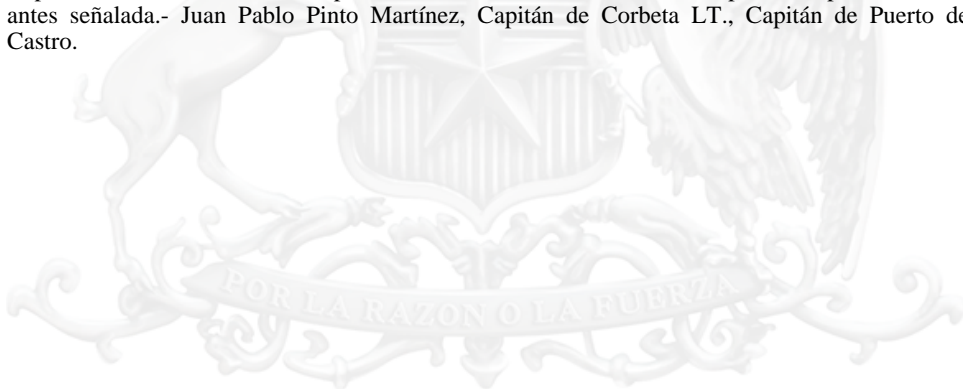 antes señalada.- Juan Pablo Pinto Martínez, Capitán de Corbeta LT., Capitán de Puerto de
Castro.
POR LA RAZON O LA FUERZA